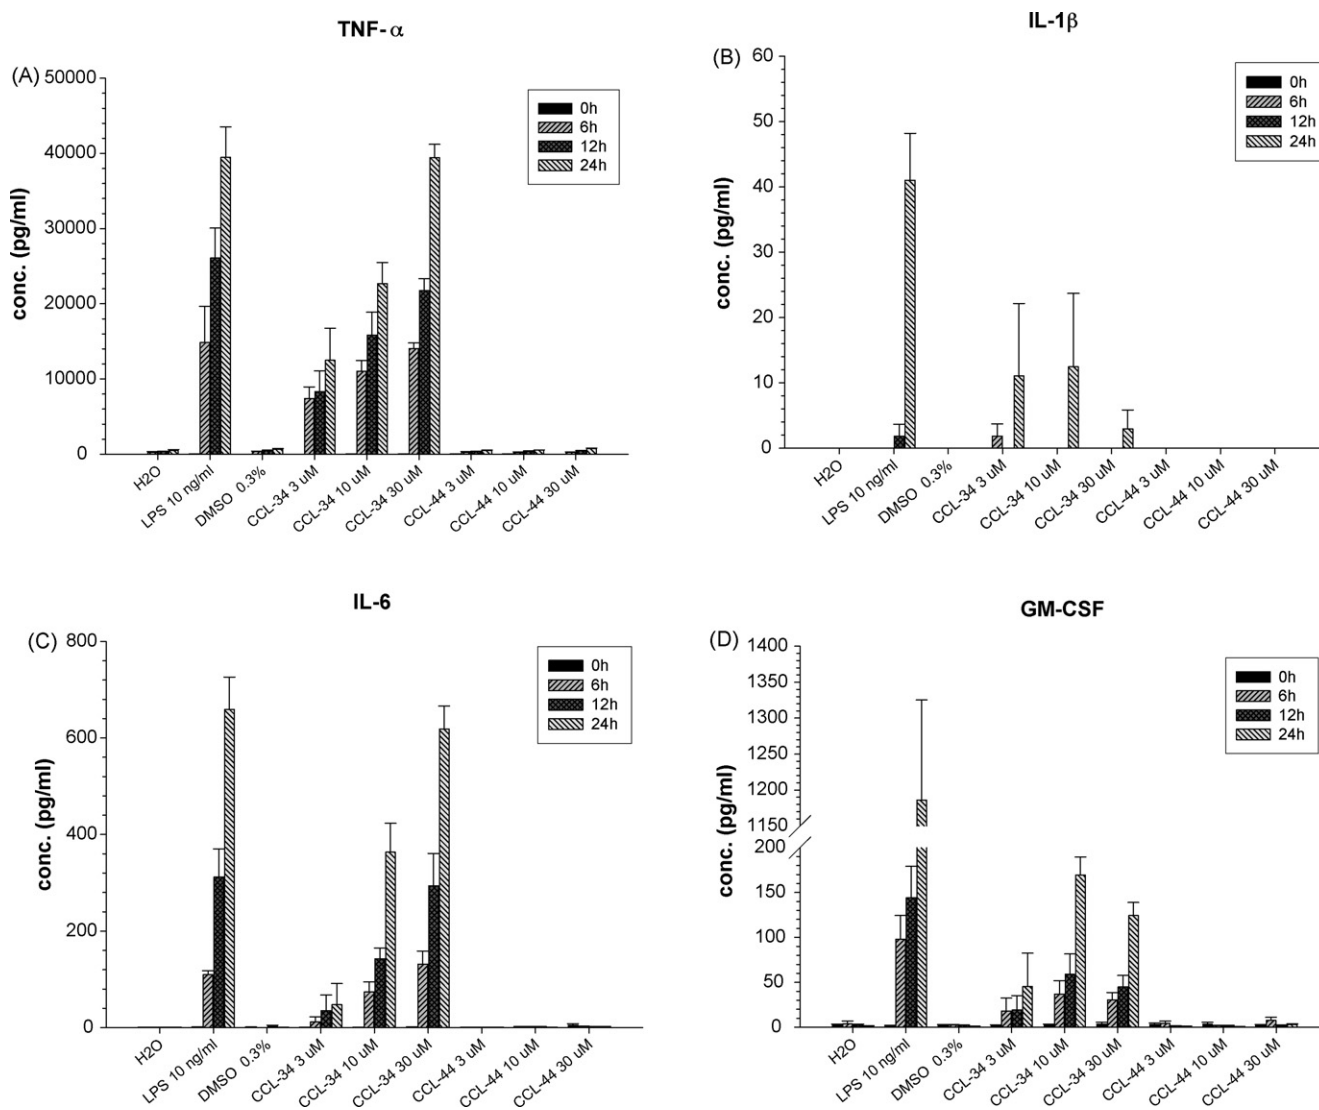 TNF- α
(A)
conc. (pg/ml)
50000
40000
30000
20000
10000
0
0h
6h
12h
24h
H2O
LPS 10 ng/ml
DMSO 0.3%
CCL-34 3 uM
CCL-34 10 uM
CCL-34 30 uM
CCL-44 3 uM
CCL-44 10 uM
CCL-44 30 uM
IL-1β
(B)
conc. (pg/ml)
60
50
40
30
20
10
0
0h
6h
12h
24h
H2O
LPS 10 ng/ml
DMSO 0.3%
CCL-34 3 uM
CCL-34 10 uM
CCL-34 30 uM
CCL-44 3 uM
CCL-44 10 uM
CCL-44 30 uM
IL-6
(C)
conc. (pg/ml)
800
600
400
200
0
0h
6h
12h
24h
H2O
LPS 10 ng/ml
DMSO 0.3%
CCL-34 3 uM
CCL-34 10 uM
CCL-34 30 uM
CCL-44 3 uM
CCL-44 10 uM
CCL-44 30 uM
GM-CSF
(D)
conc. (pg/ml)
1400
1350
1300
1250
1200
1150
200
150
100
50
0
0h
6h
12h
24h
H2O
LPS 10 ng/ml
DMSO 0.3%
CCL-34 3 uM
CCL-34 10 uM
CCL-34 30 uM
CCL-44 3 uM
CCL-44 10 uM
CCL-44 30 uM